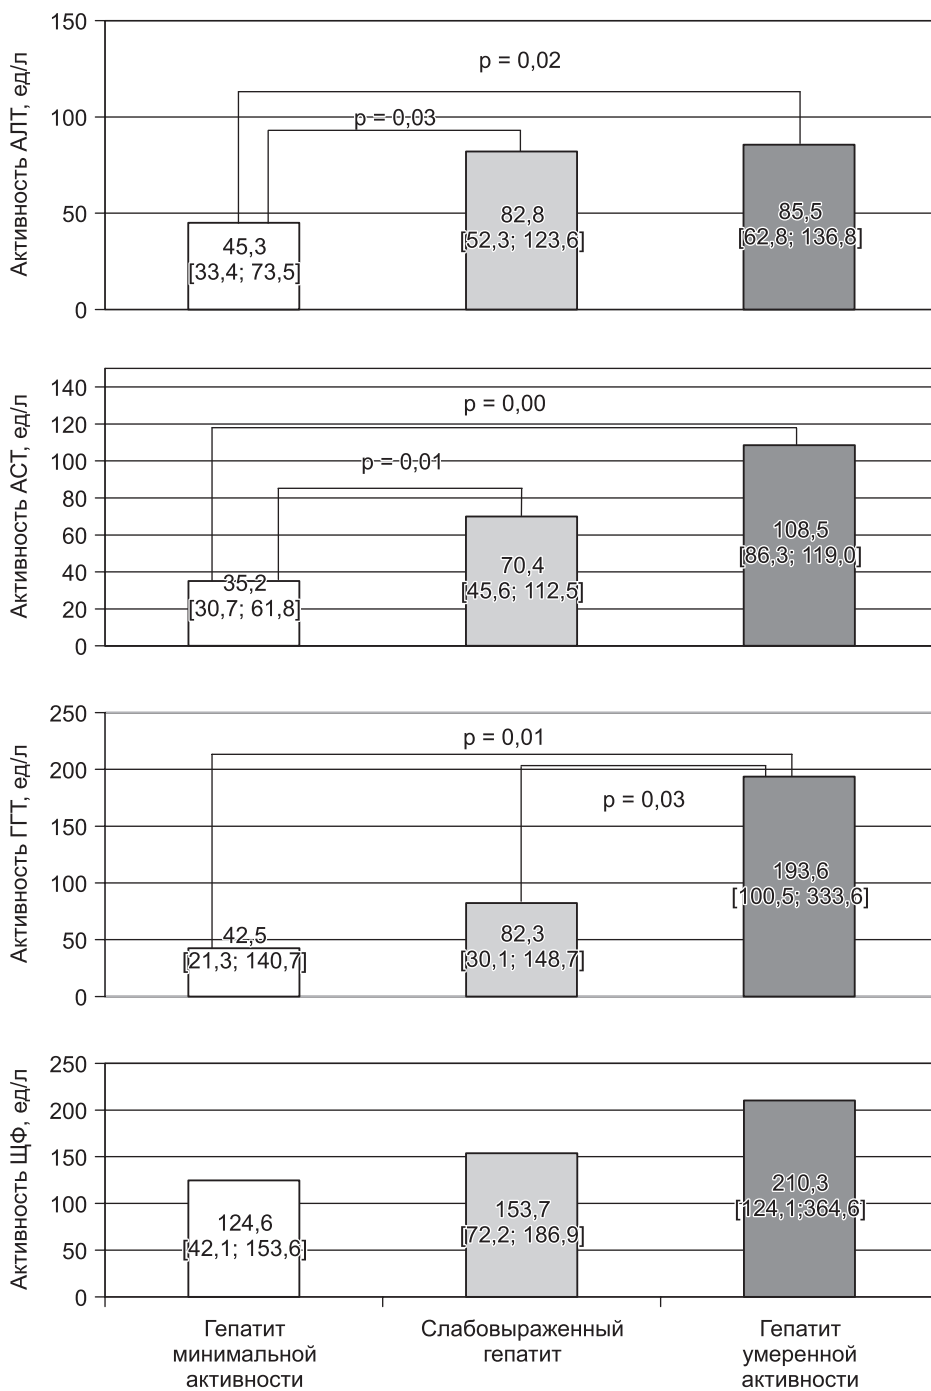 Активность АЛТ, ед/л
150
100
50
0
p = 0,02
p = 0,03
45,3
[33,4; 73,5]
82,8
[52,3; 123,6]
85,5
[62,8; 136,8]
Активность АСТ, ед/л
140
120
100
80
60
40
20
0
p = 0,00
p = 0,01
35,2
[30,7; 61,8]
70,4
[45,6; 112,5]
108,5
[86,3; 119,0]
Активность ГГТ, ед/л
250
200
150
100
50
0
p = 0,01
p = 0,03
42,5
[21,3; 140,7]
82,3
[30,1; 148,7]
193,6
[100,5; 333,6]
Активность ЩФ, ед/л
250
200
150
100
50
0
124,6
[42,1; 153,6]
153,7
[72,2; 186,9]
210,3
[124,1;364,6]
Гепатит
минимальной
активности
Слабовыраженный
гепатит
Гепатит
умеренной
активности